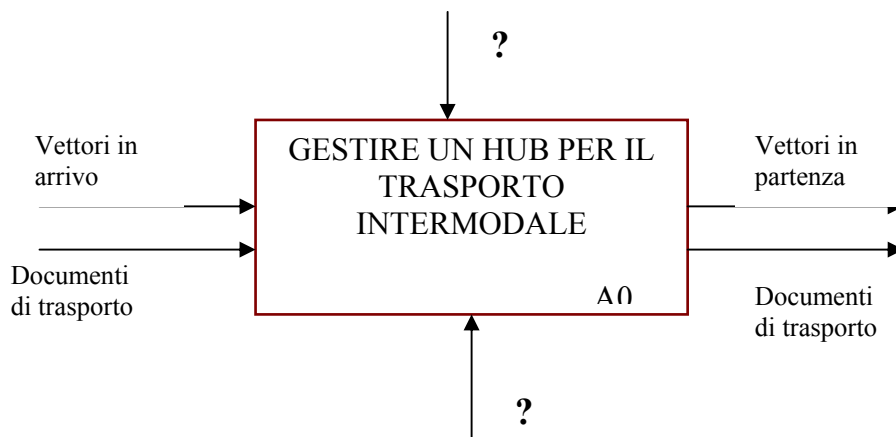 ?
Vettori in
arrivo
GESTIRE UN HUB PER IL
TRASPORTO
INTERMODALE
Vettori in
partenza
Documenti
di trasporto
A0
Documenti
di trasporto
?